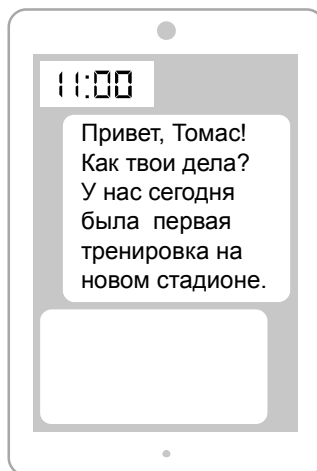 11:00
Привет, Томас!
Как твои дела?
У нас сегодня
была первая
тренировка на
новом стадионе.